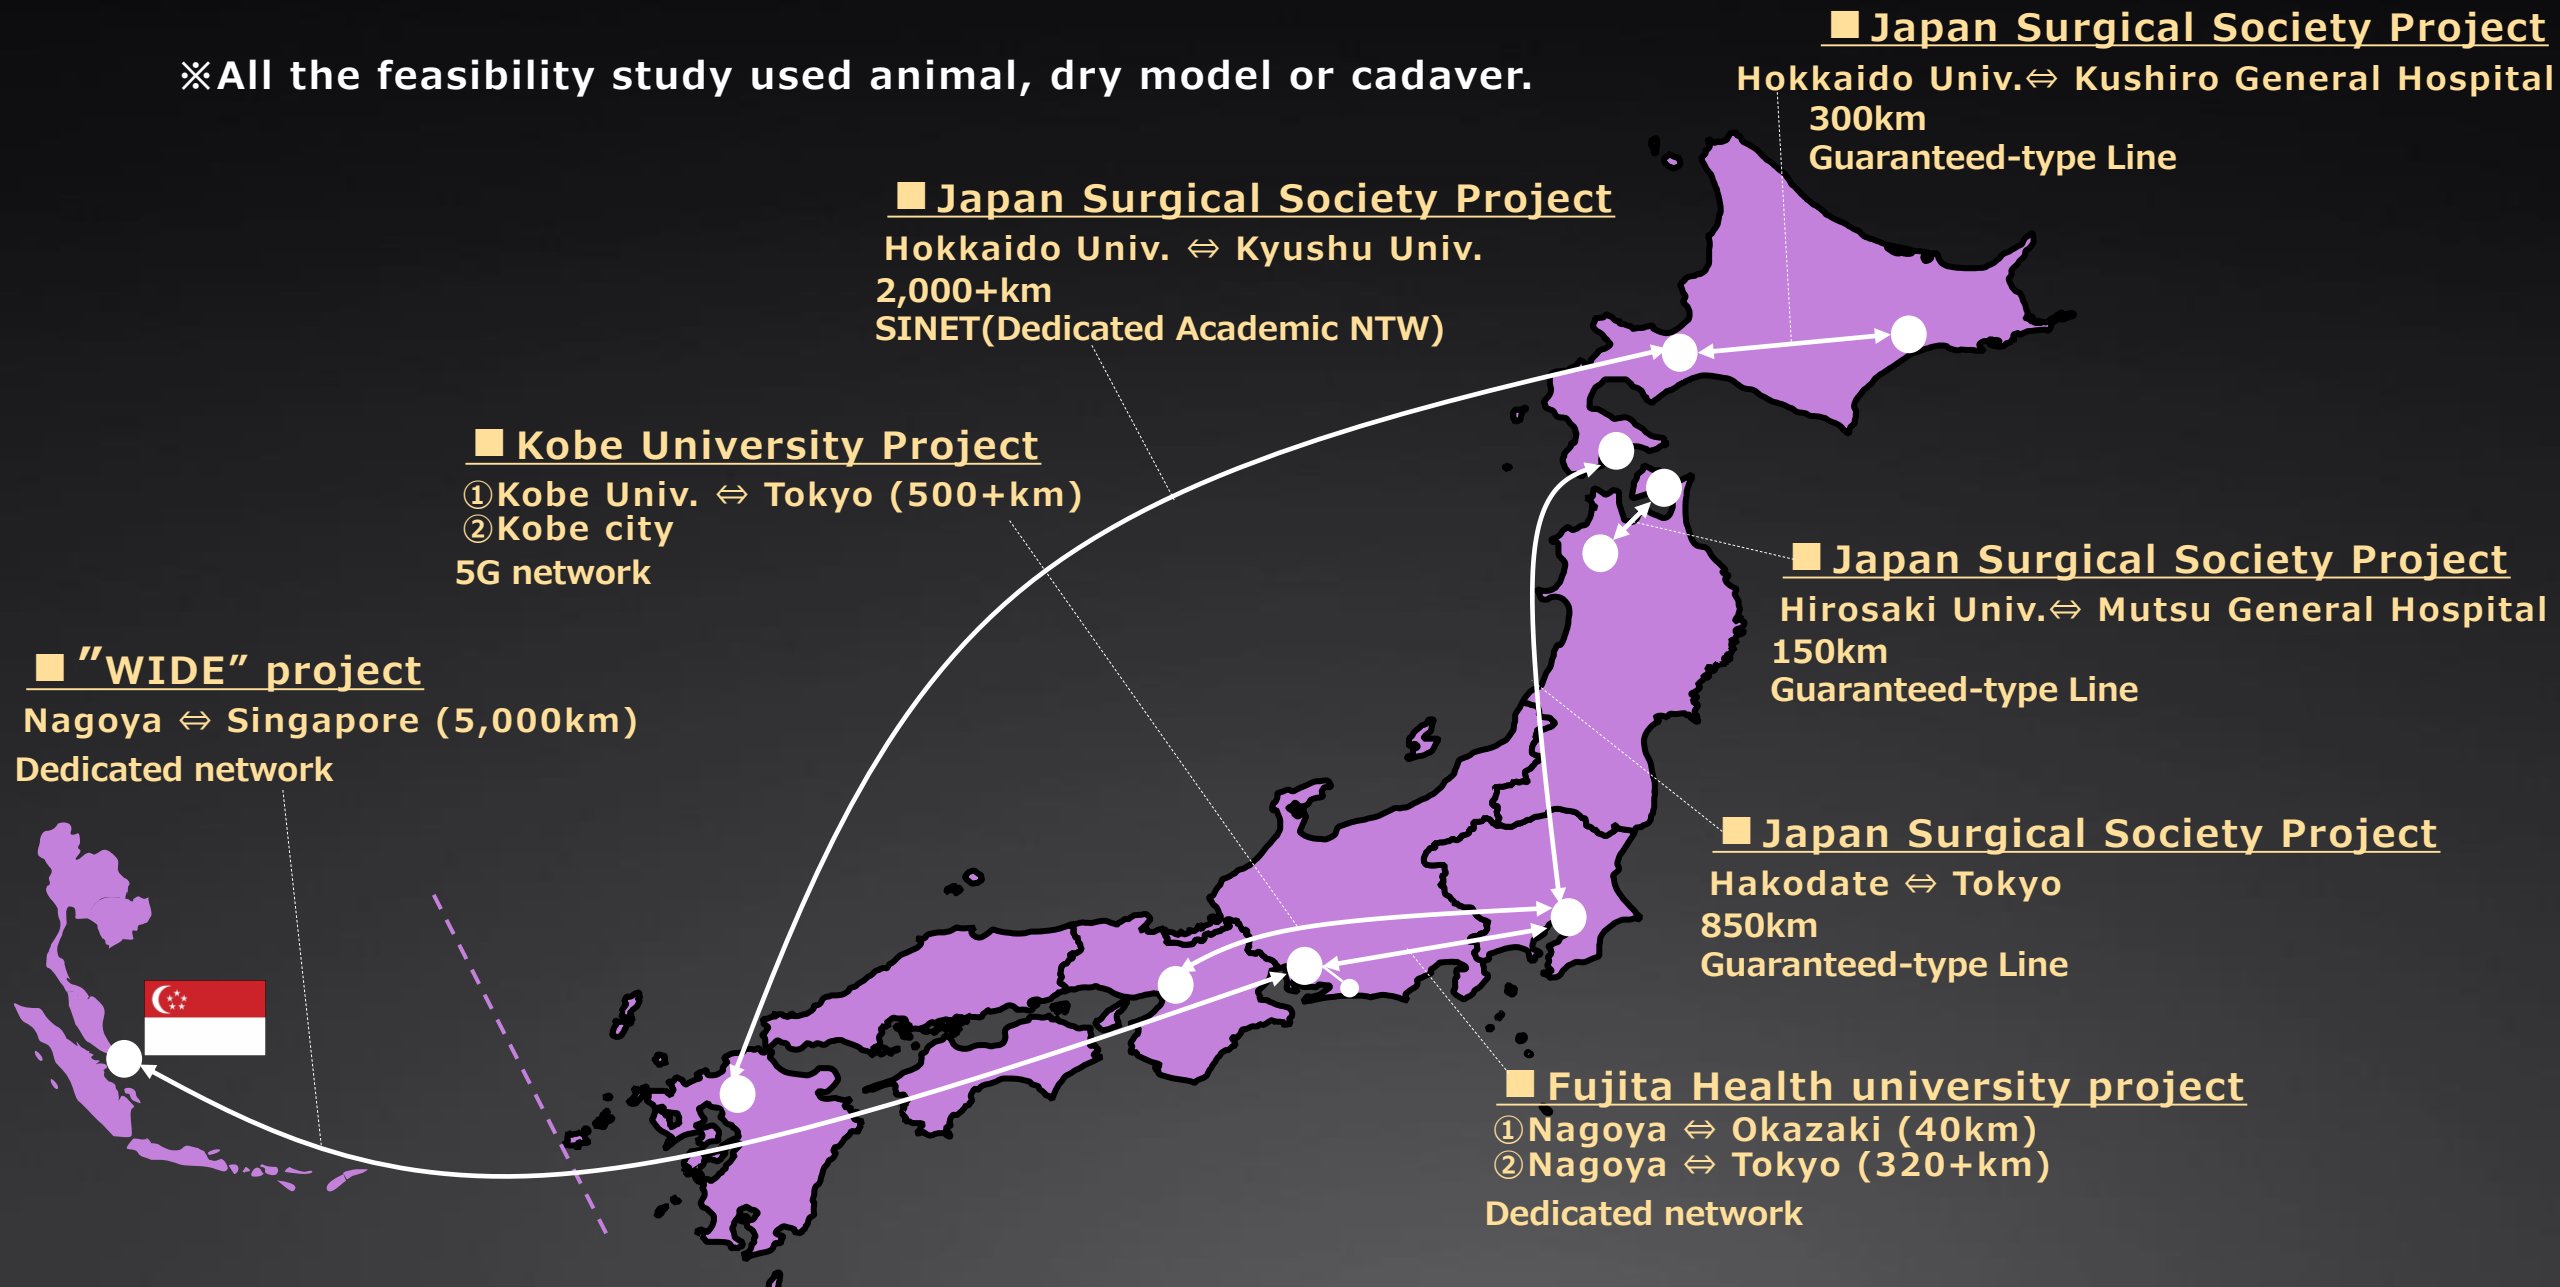 ※All the feasibility study used animal, dry model or cadaver.
■Japan Surgical Society Project
Hokkaido Univ.⇔ Kushiro General Hospital
300km
Guaranteed-type Line
■Japan Surgical Society Project
Hokkaido Univ. ⇔ Kyushu Univ.
2,000+km
SINET(Dedicated Academic NTW)
■Kobe University Project
①Kobe Univ. ⇔ Tokyo (500+km)
②Kobe city
5G network
■Japan Surgical Society Project
Hirosaki Univ.⇔ Mutsu General Hospital
150km
Guaranteed-type Line
■″WIDE” project
Nagoya ⇔ Singapore (5,000km)
Dedicated network
■Japan Surgical Society Project
Hakodate ⇔ Tokyo
850km
Guaranteed-type Line
■Fujita Health university project
①Nagoya ⇔ Okazaki (40km)
②Nagoya ⇔ Tokyo (320+km)
Dedicated network